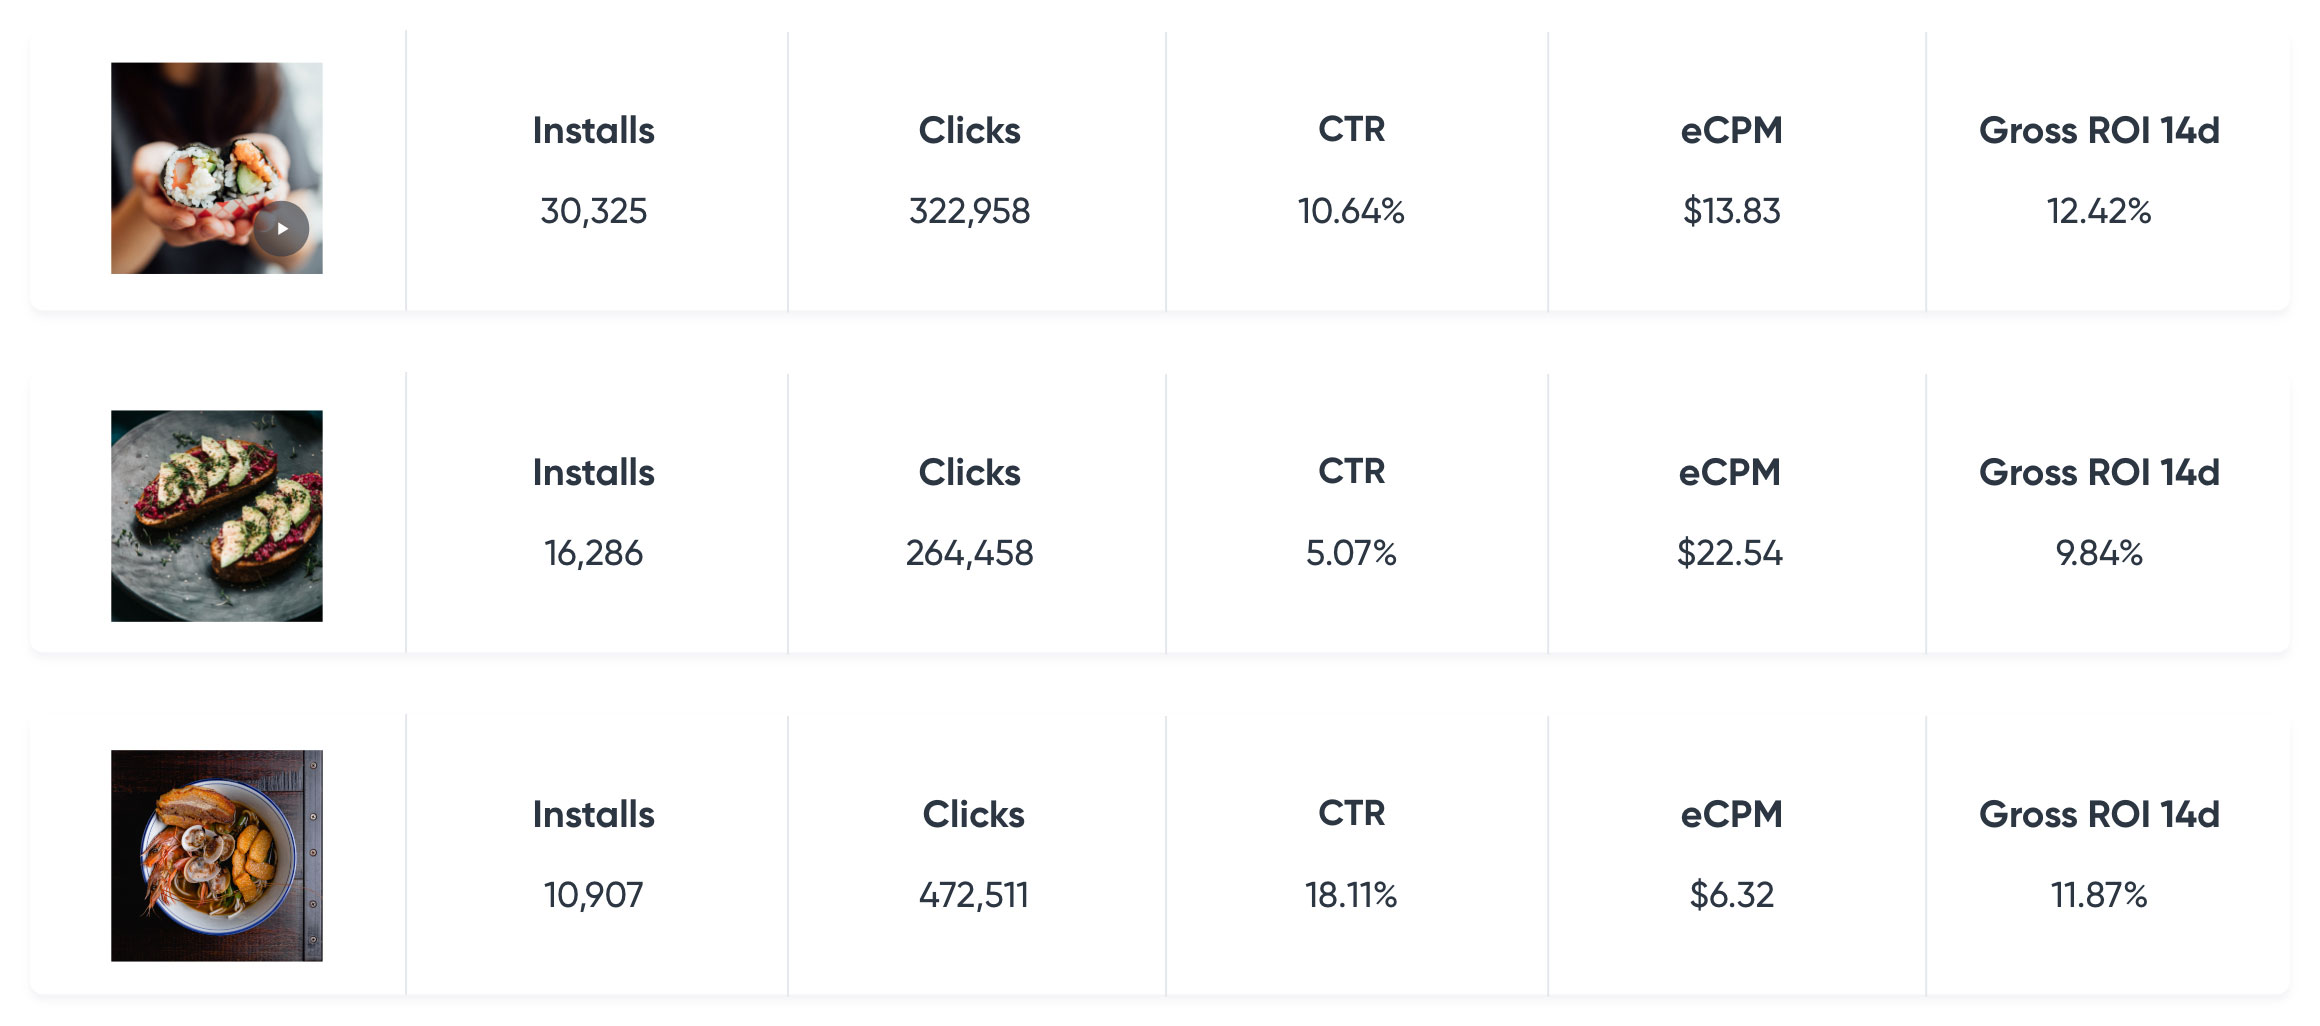 Installs Clicks CTR eCPM Gross ROI 14d
30,325 322,958 10.64% $13.83 12.42%
Installs Clicks CTR eCPM Gross ROI 14d
16,286 264,458 5.07% $22.54 9.84%
Installs Clicks CTR eCPM Gross ROI 14d
10,907 472,511 18.11% $6.32 11.87%